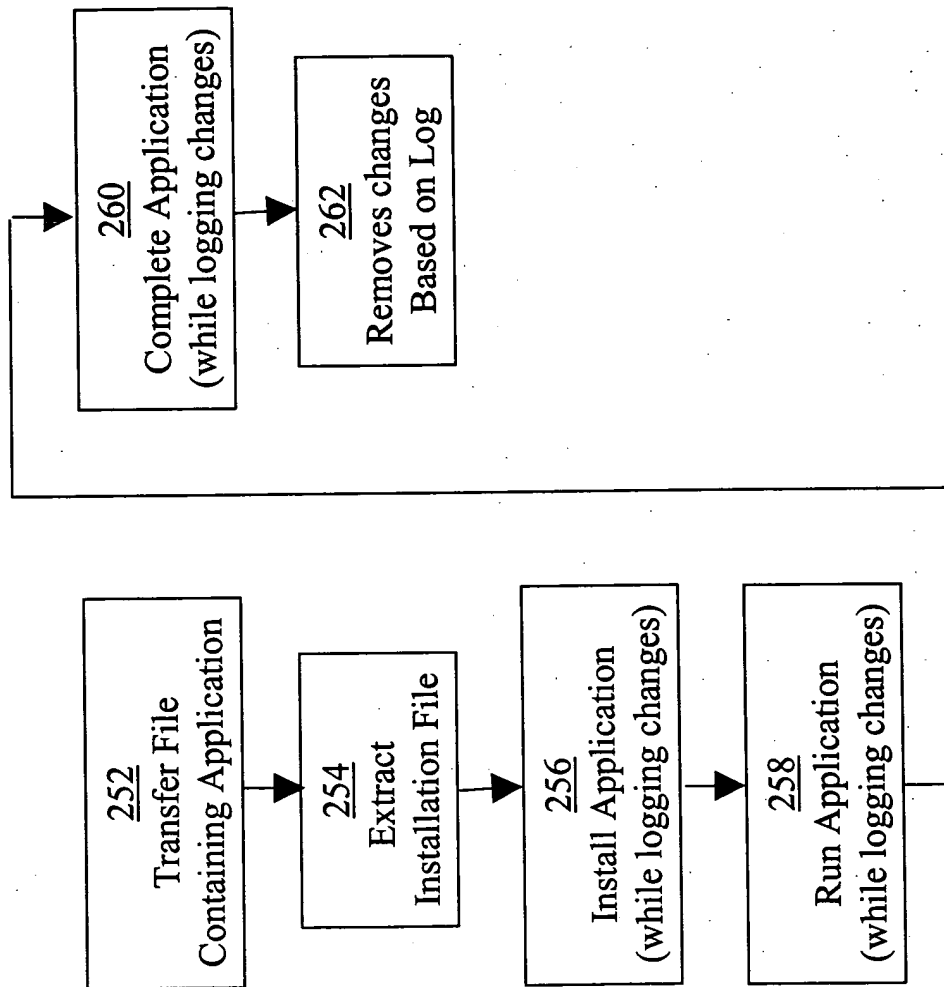 252
Transfer File
Containing Application
254
Extract
Installation File
256
Install Application
(while logging changes)
258
Run Application
(while logging changes)
260
Complete Application
(while logging changes)
262
Removes changes
Based on Log